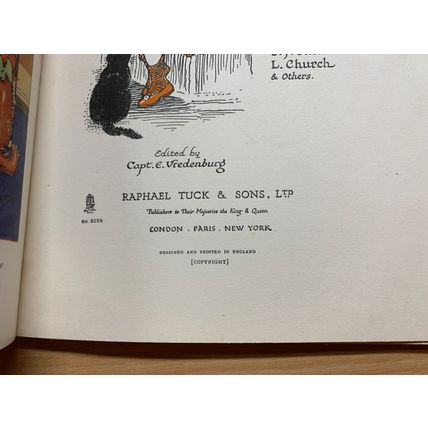 L. Church
& Others.
Edited by
Capt. E. Vredenburg
RAPHAEL TUCK & SONS, LTD
Publishers to Their Majesties the King & Queen
LONDON . PARIS . NEW YORK
DESIGNED AND PRINTED IN ENGLAND
[COPYRIGHT]